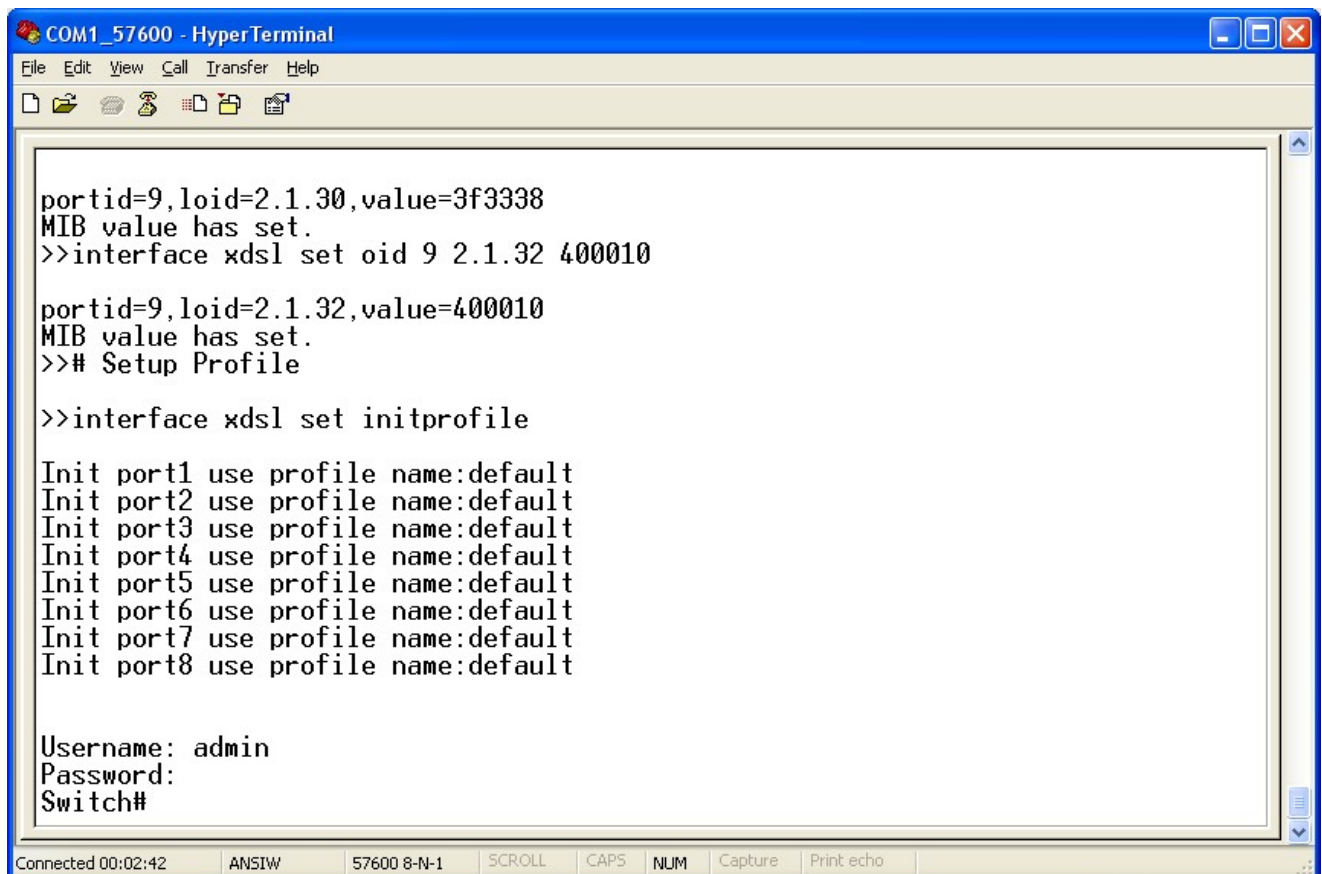 COM1_57600 - HyperTerminal
File Edit View Call Transfer Help
portid=9,loid=2.1.30,value=3f3338
MIB value has set.
>>interface xdsl set oid 9 2.1.32 400010
portid=9,loid=2.1.32,value=400010
MIB value has set.
>># Setup Profile
>>interface xdsl set initprofile
Init port1 use profile name:default
Init port2 use profile name:default
Init port3 use profile name:default
Init port4 use profile name:default
Init port5 use profile name:default
Init port6 use profile name:default
Init port7 use profile name:default
Init port8 use profile name:default
Username: admin
Password:
Switch#
Connected 00:02:42 ANSIW 57600 8-N-1 SCROLL CAPS NUM Capture Print echo